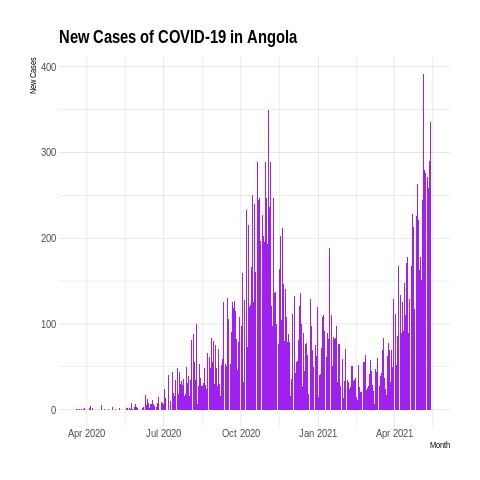 New Cases of COVID-19 in Angola
New Cases
400
300
200
100
0
Apr 2020 Jul 2020 Oct 2020 Jan 2021 Apr 2021
Month